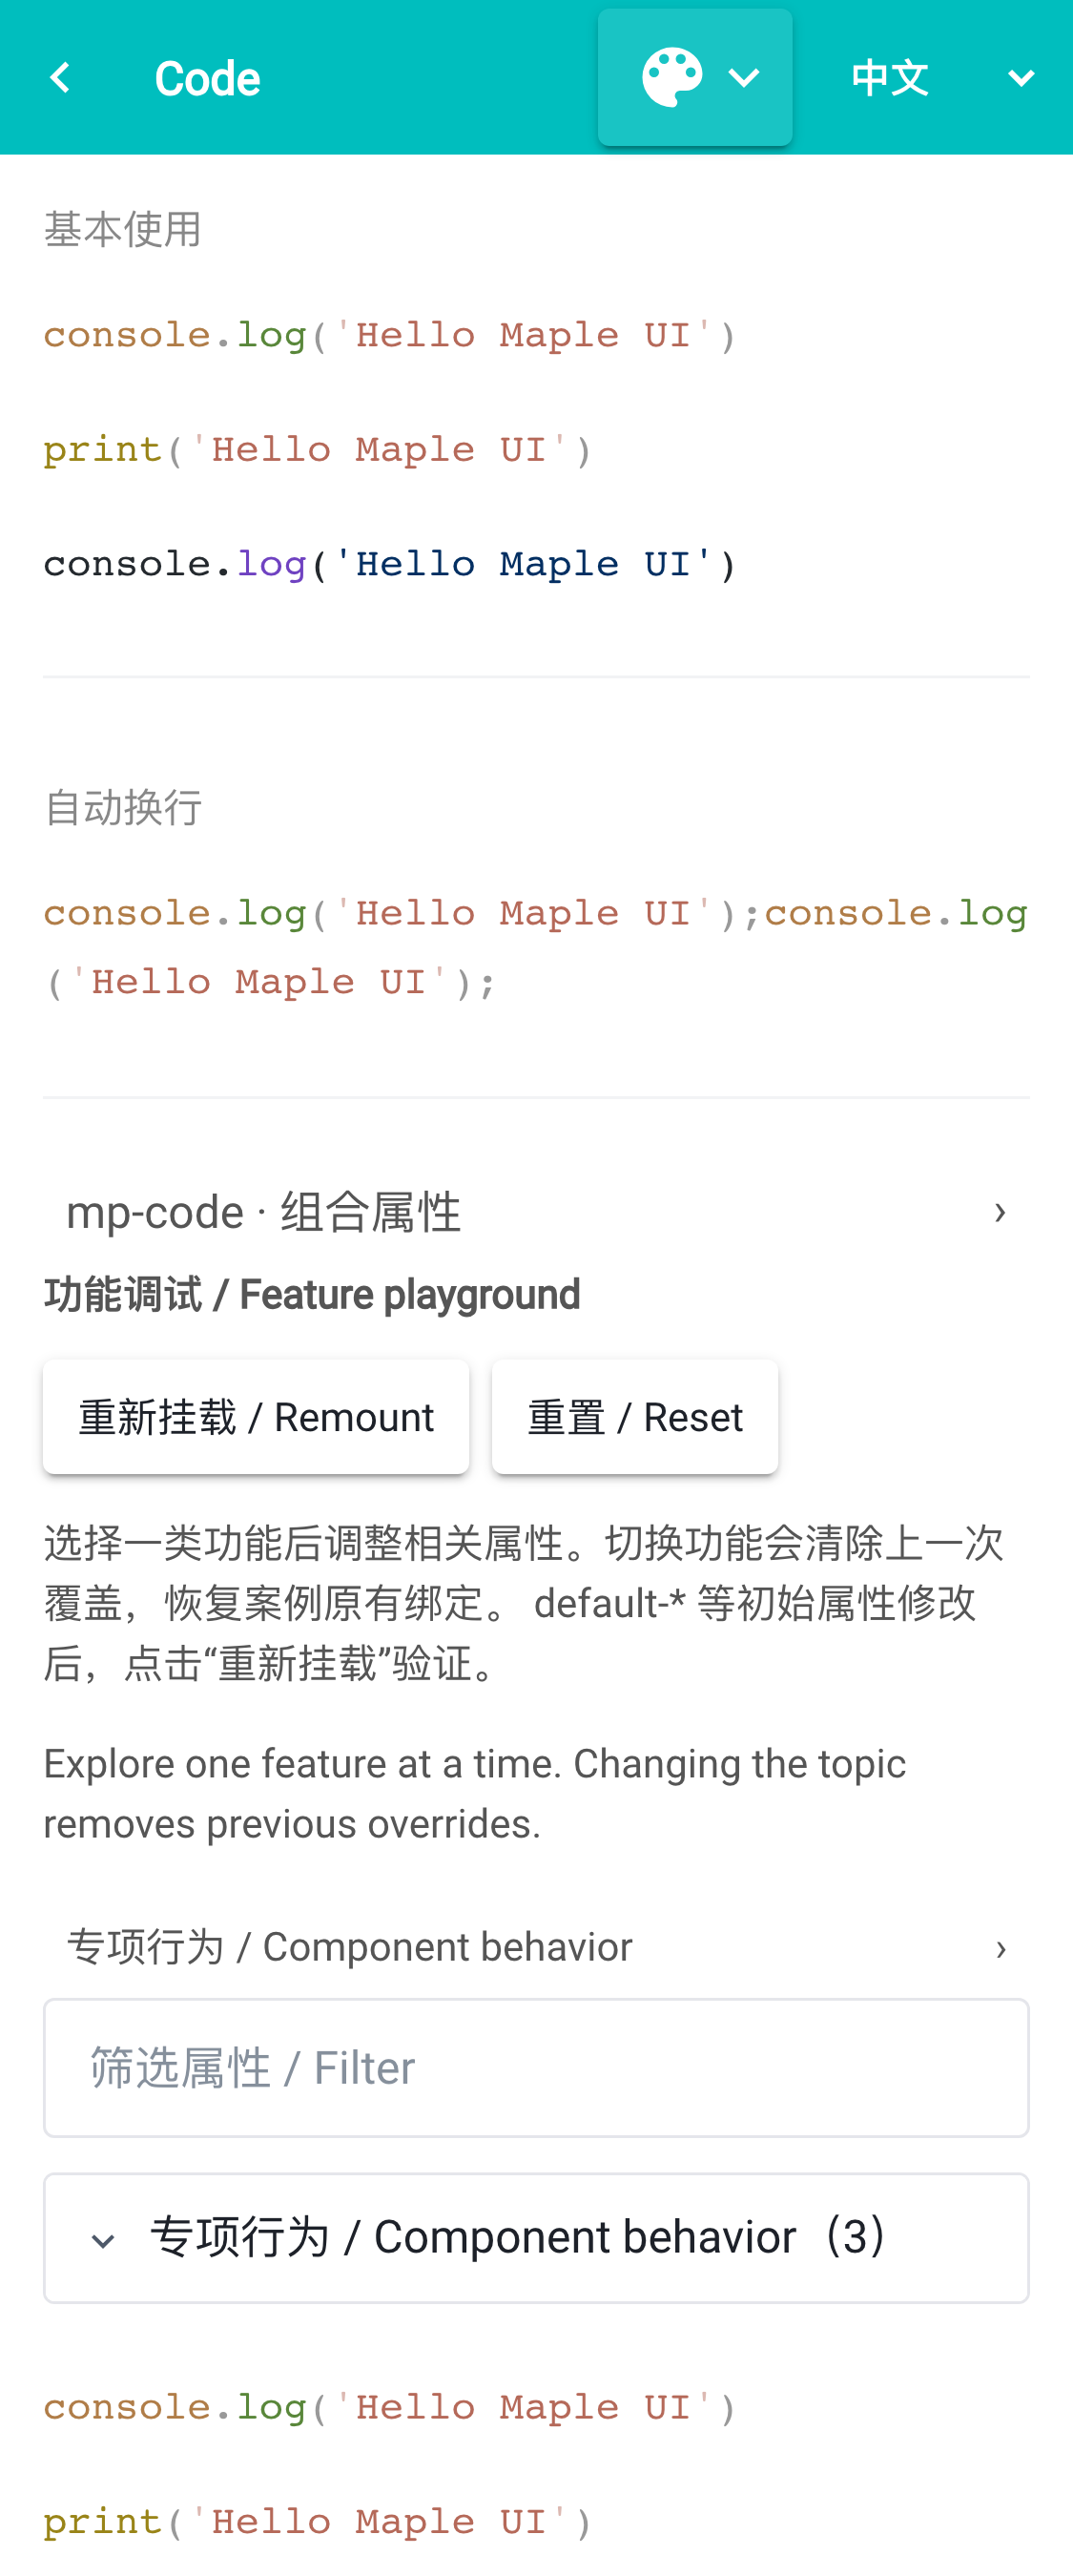 Code
中文
基本使用
console.log('Hello Maple UI')
print('Hello Maple UI')
console.log('Hello Maple UI')
自动换行
console.log('Hello Maple UI');console.log
('Hello Maple UI');
mp-code · 组合属性
功能调试 / Feature playground
重新挂载 / Remount
重置 / Reset
选择一类功能后调整相关属性。切换功能会清除上一次
覆盖，恢复案例原有绑定。 default-* 等初始属性修改
后，点击“重新挂载”验证。
Explore one feature at a time. Changing the topic
removes previous overrides.
专项行为 / Component behavior
筛选属性 / Filter
专项行为 / Component behavior（3）
console.log('Hello Maple UI')
print('Hello Maple UI')